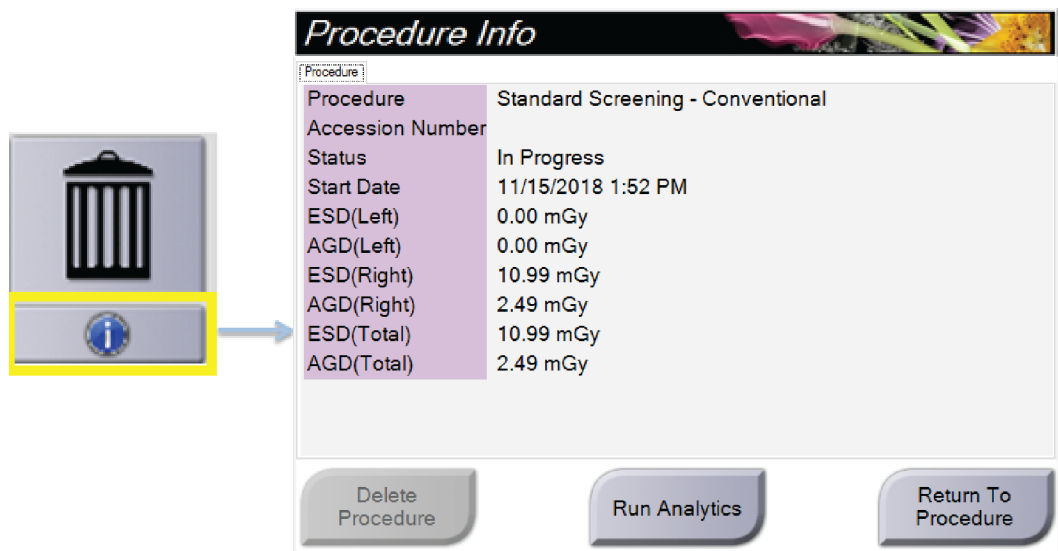 Procedure Info
Procedure
Procedure Standard Screening - Conventional
Accession Number
Status In Progress
Start Date 11/15/2018 1:52 PM
ESD(Left) 0.00 mGy
AGD(Left) 0.00 mGy
ESD(Right) 10.99 mGy
AGD(Right) 2.49 mGy
ESD(Total) 10.99 mGy
AGD(Total) 2.49 mGy
Delete
Procedure
Run Analytics
Return To
Procedure